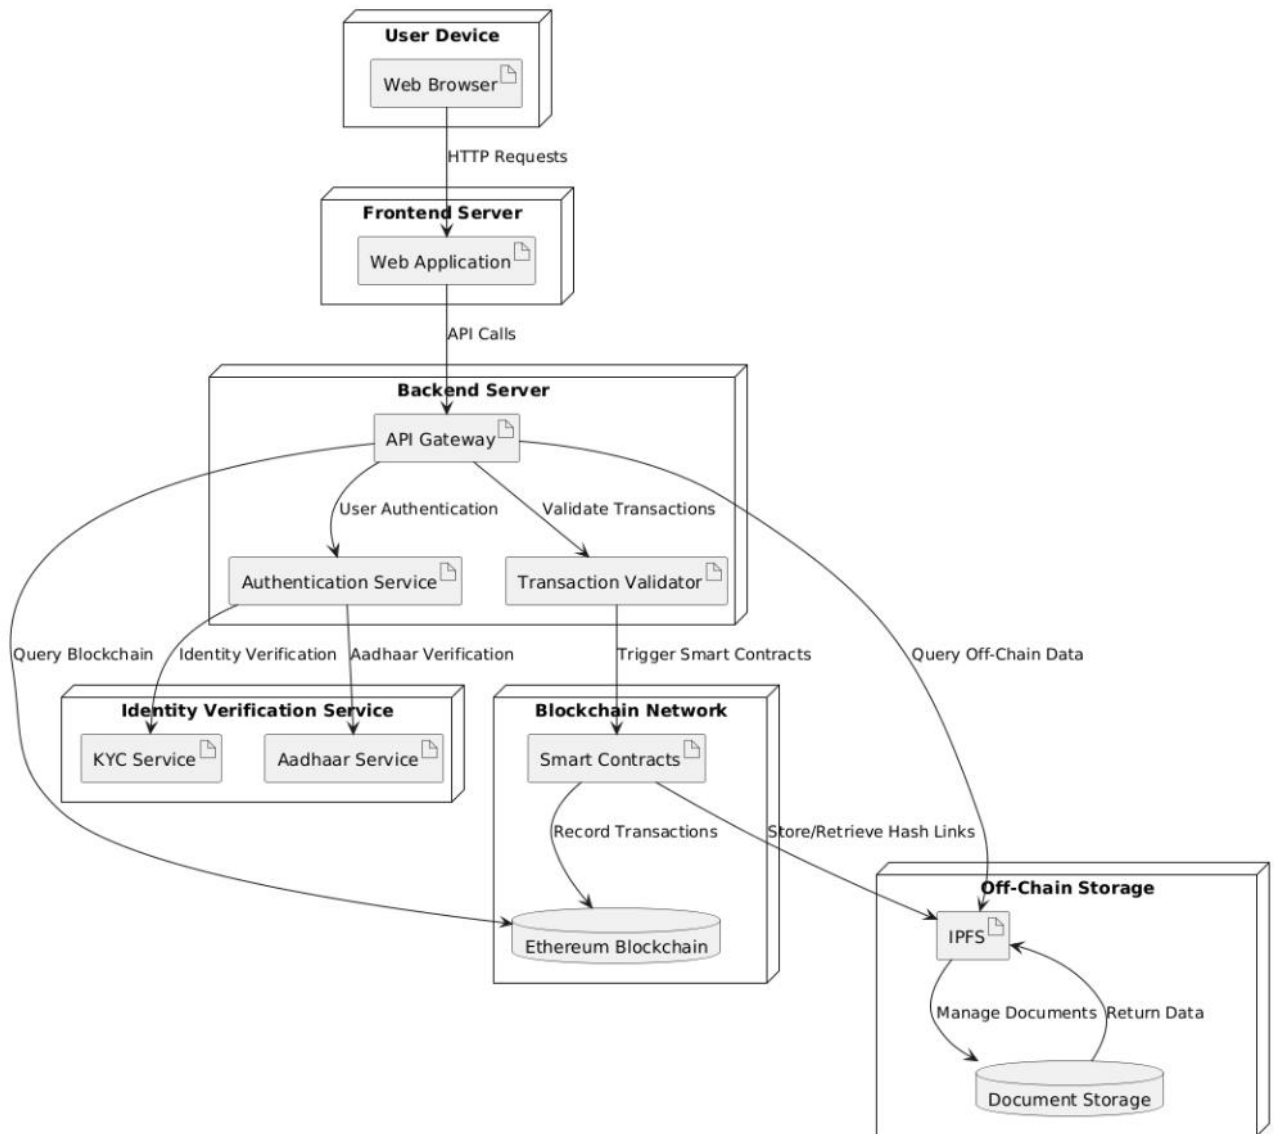 User Device
Web Browser
HTTP Requests
Frontend Server
Web Application
API Calls
Backend Server
API Gateway
User Authentication
Validate Transactions
Authentication Service
Transaction Validator
Query Blockchain
Identity Verification
Aadhaar Verification
Trigger Smart Contracts
Query Off-Chain Data
Identity Verification Service
Blockchain Network
KYC Service
Aadhaar Service
Smart Contracts
Record Transactions
Store/Retrieve Hash Links
Off-Chain Storage
Ethereum Blockchain
IPFS
Manage Documents
Return Data
Document Storage